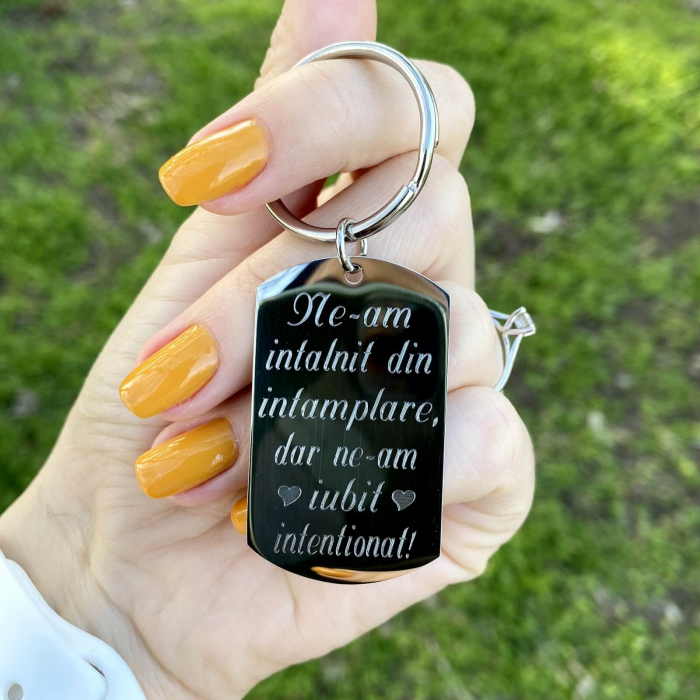 Ne-am
intalnit din
intamplare,
dar ne-am
iubit
intentionat!